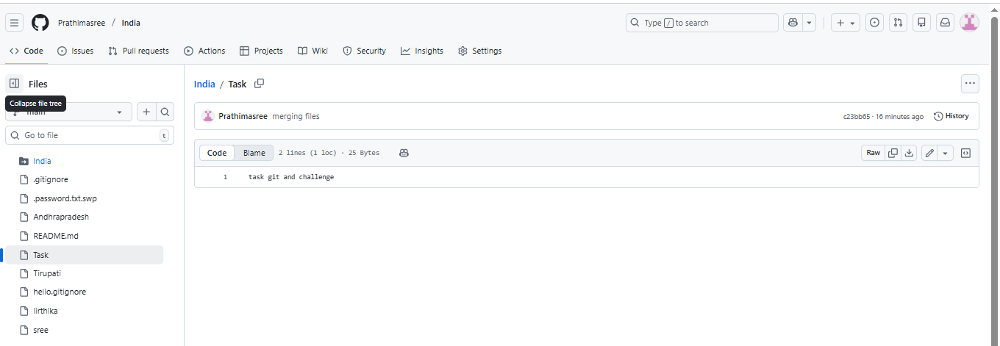 Prathimasree / India
Type / to search
Code Issues Pull requests Actions Projects Wiki Security Insights Settings
Files
Collapse file tree
main
Go to file
t
India
.gitignore
.password.txt.swp
Andhrapradesh
README.md
Task
Tirupati
hello.gitignore
lirthika
sree
India / Task
Prathimasree merging files
c23bb65 · 16 minutes ago
History
Code Blame 2 lines (1 loc) · 25 Bytes
Raw
1 task git and challenge